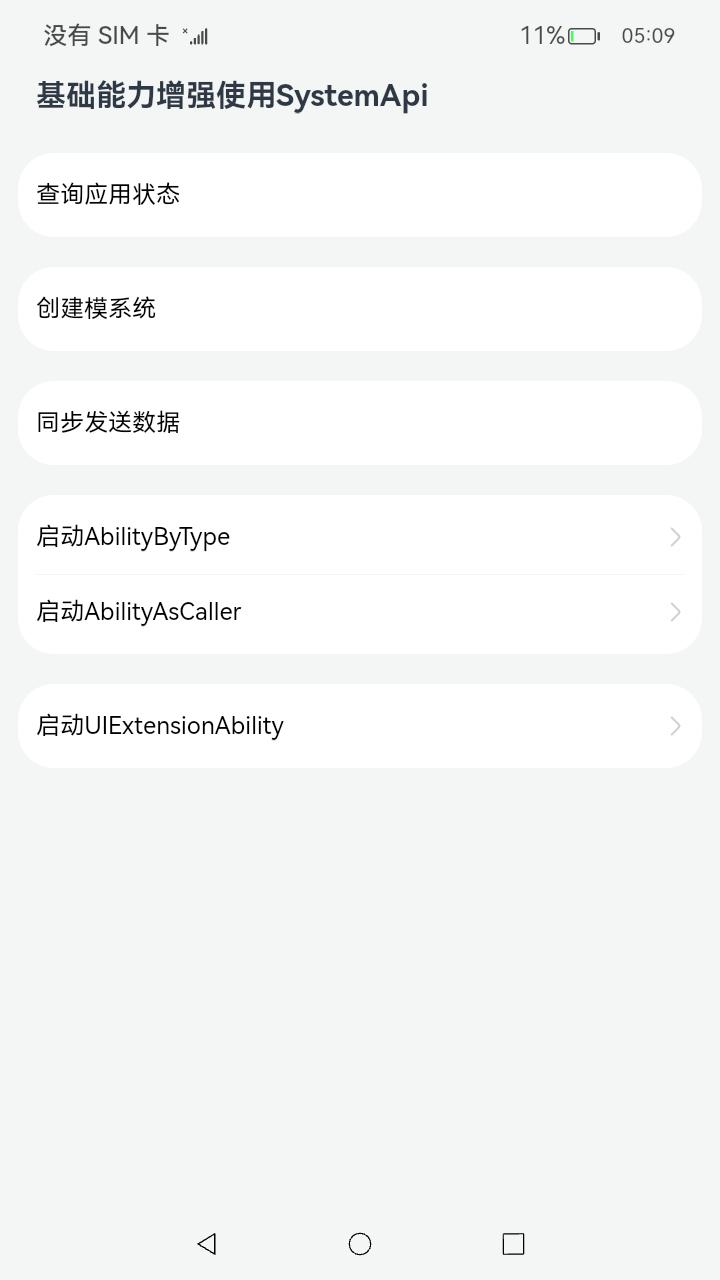 没有 SIM 卡
11% 05:09
基础能力增强使用SystemApi
查询应用状态
创建模系统
同步发送数据
启动AbilityByType
启动AbilityAsCaller
启动UIExtensionAbility